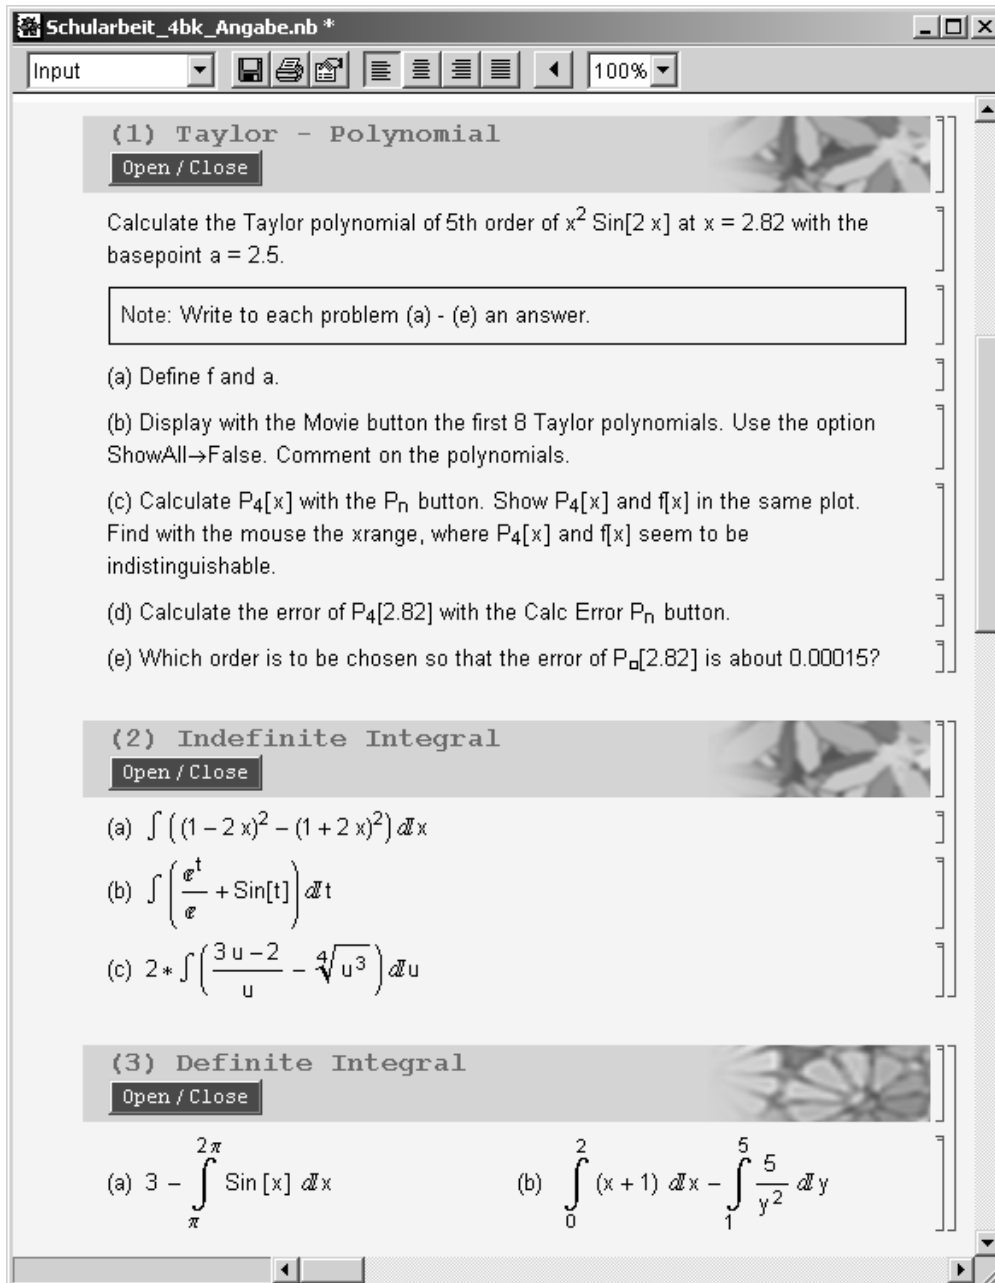 Schularbeit_4bk_Angabe.nb *
Input 100%
(1) Taylor - Polynomial
Open / Close
Calculate the Taylor polynomial of 5th order of x² Sin[2 x] at x = 2.82 with the
basepoint a = 2.5.
Note: Write to each problem (a) - (e) an answer.
(a) Define f and a.
(b) Display with the Movie button the first 8 Taylor polynomials. Use the option
ShowAll→False. Comment on the polynomials.
(c) Calculate P₄[x] with the Pₙ button. Show P₄[x] and f[x] in the same plot.
Find with the mouse the xrange, where P₄[x] and f[x] seem to be
indistinguishable.
(d) Calculate the error of P₄[2.82] with the Calc Error Pₙ button.
(e) Which order is to be chosen so that the error of P□[2.82] is about 0.00015?
(2) Indefinite Integral
Open / Close
(a) ∫ ((1 – 2 x)² – (1 + 2 x)²) ⅆx
(b) ∫ (ⅇᵗ/ⅇ + Sin[t]) ⅆt
(c) 2 * ∫ ((3 u – 2)/u – ∜(u³)) ⅆu
(3) Definite Integral
Open / Close
(a) 3 – ∫_π^(2π) Sin [x] ⅆx (b) ∫_0^2 (x + 1) ⅆx – ∫_1^5 5/y² ⅆy